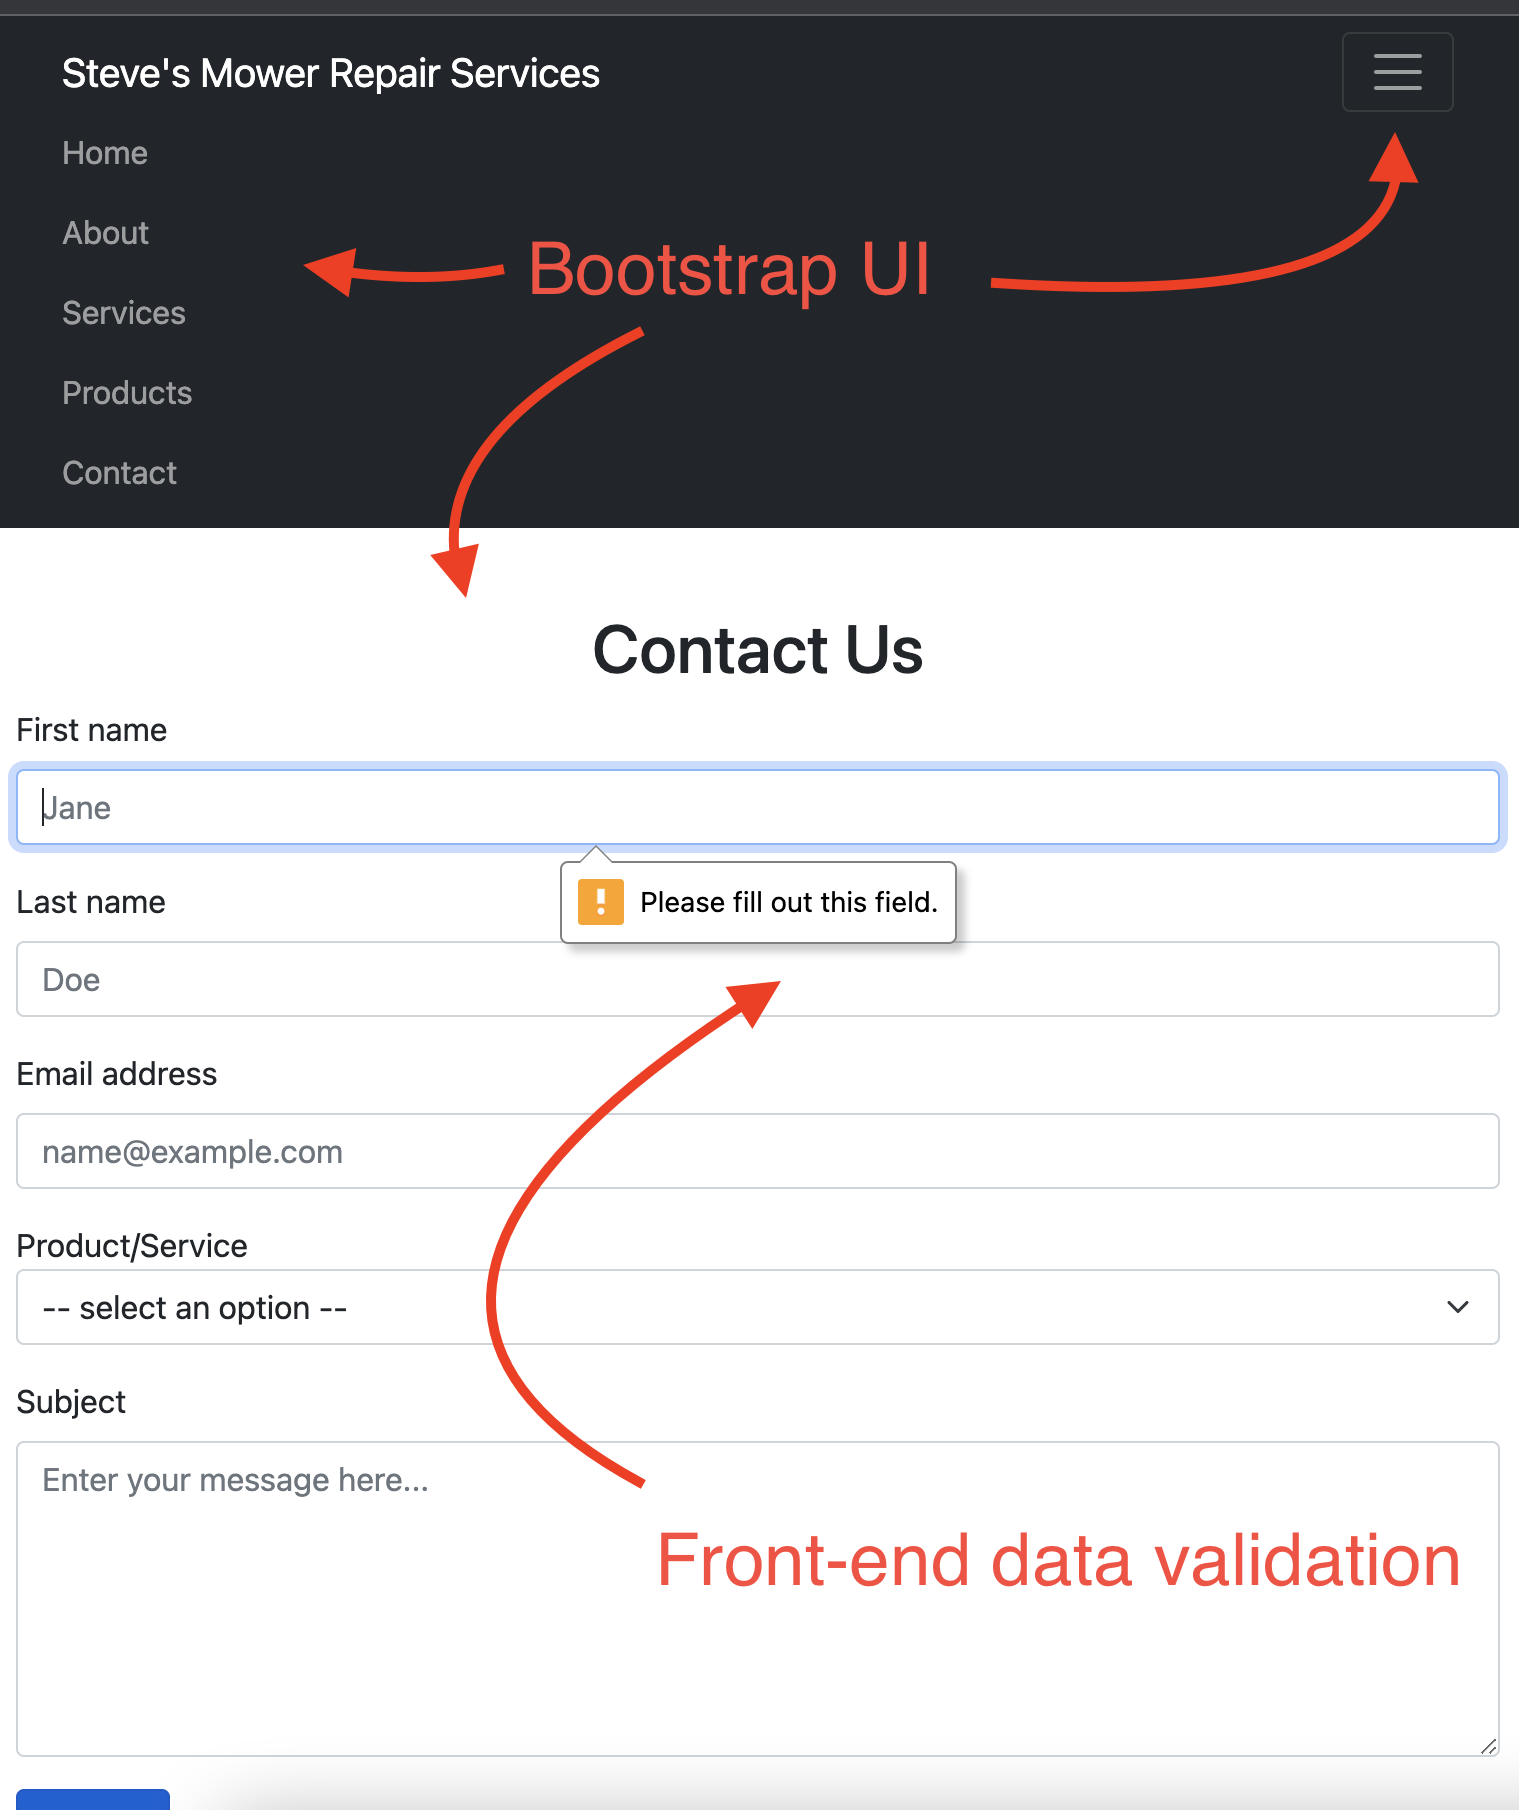 Steve's Mower Repair Services
Home
About
Bootstrap UI
Services
Products
Contact
Contact Us
First name
Jane
Please fill out this field.
Last name
Doe
Email address
name@example.com
Product/Service
-- select an option --
Subject
Enter your message here...
Front-end data validation